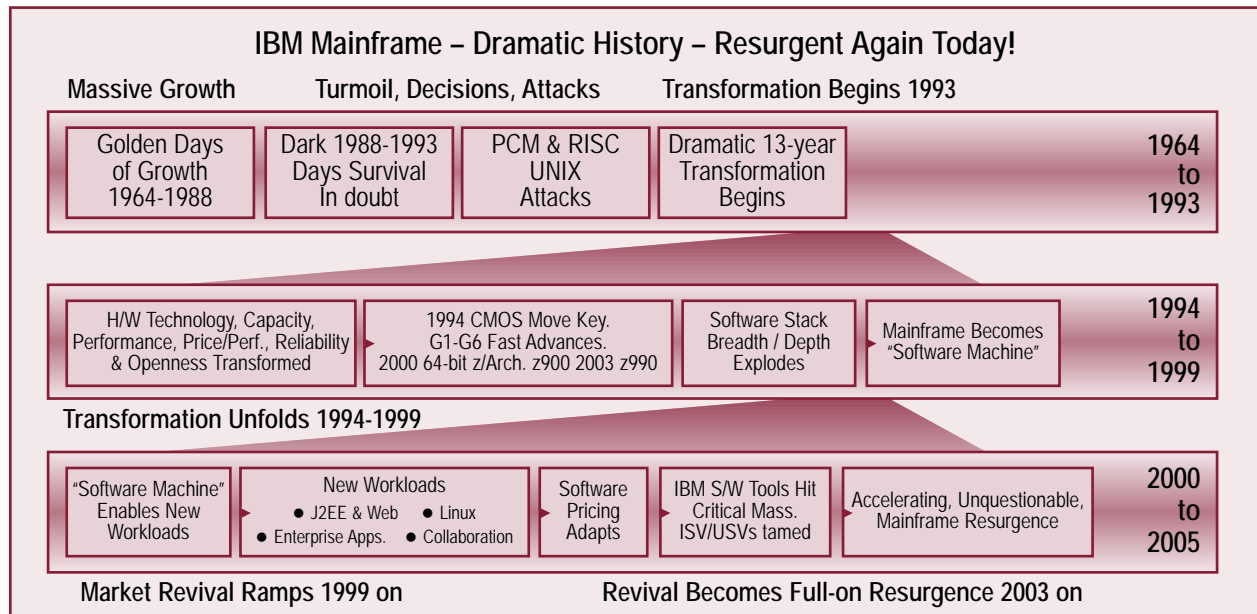 IBM Mainframe – Dramatic History – Resurgent Again Today!
Massive Growth
Turmoil, Decisions, Attacks
Transformation Begins 1993
Golden Days
of Growth
1964-1988
Dark 1988-1993
Days Survival
In doubt
PCM & RISC
UNIX
Attacks
Dramatic 13-year
Transformation
Begins
1964
to
1993
H/W Technology, Capacity,
Performance, Price/Perf., Reliability
& Openness Transformed
1994 CMOS Move Key.
G1-G6 Fast Advances.
2000 64-bit z/Arch. z900 2003 z990
Software Stack
Breadth / Depth
Explodes
Mainframe Becomes
“Software Machine”
1994
to
1999
Transformation Unfolds 1994-1999
“Software Machine”
Enables New
Workloads
New Workloads
● J2EE & Web ● Linux
● Enterprise Apps. ● Collaboration
Software
Pricing
Adapts
IBM S/W Tools Hit
Critical Mass.
ISV/USVs tamed
Accelerating, Unquestionable,
Mainframe Resurgence
2000
to
2005
Market Revival Ramps 1999 on
Revival Becomes Full-on Resurgence 2003 on